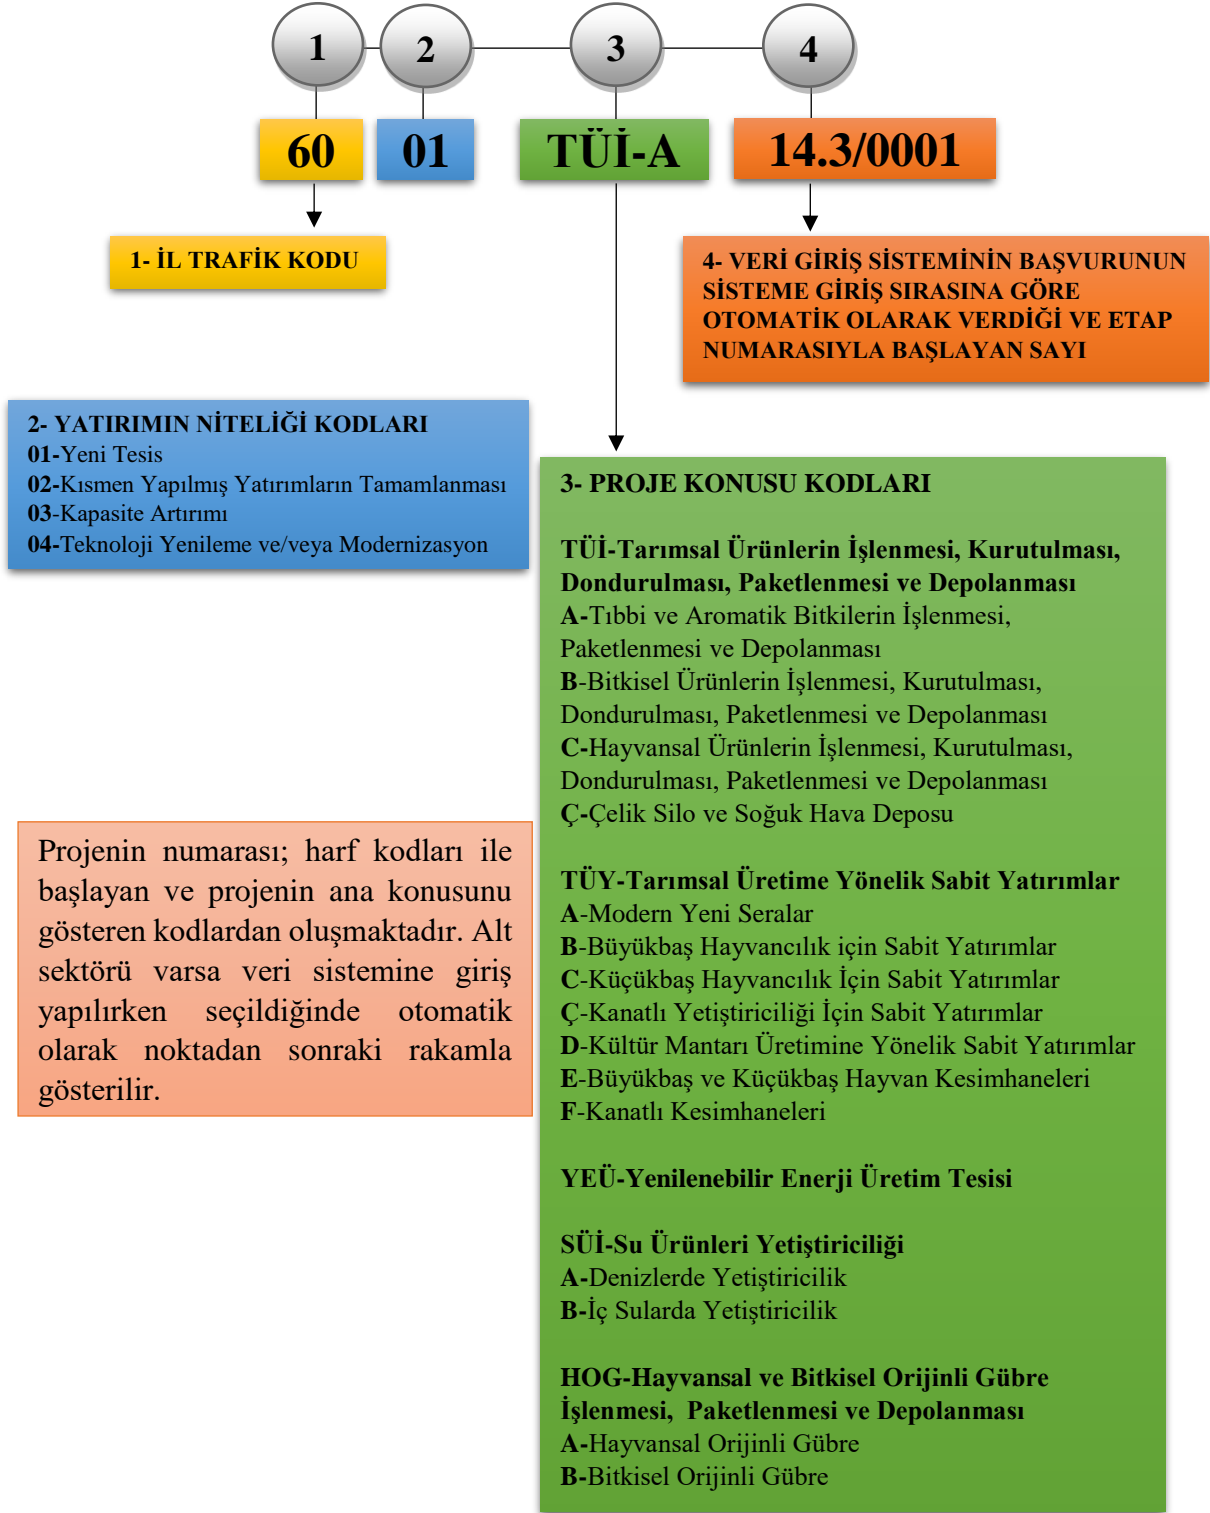 1 2 3 4
60 01 TÜİ-A 14.3/0001
1- İL TRAFİK KODU
4- VERİ GİRİŞ SİSTEMİNİN BAŞVURUNUN
SİSTEME GİRİŞ SIRASINA GÖRE
OTOMATİK OLARAK VERDİĞİ VE ETAP
NUMARASIYLA BAŞLAYAN SAYI
2- YATIRIMIN NİTELİĞİ KODLARI
01-Yeni Tesis
02-Kısmen Yapılmış Yatırımların Tamamlanması
03-Kapasite Artırımı
04-Teknoloji Yenileme ve/veya Modernizasyon
3- PROJE KONUSU KODLARI
TÜİ-Tarımsal Ürünlerin İşlenmesi, Kurutulması,
Dondurulması, Paketlenmesi ve Depolanması
A-Tıbbi ve Aromatik Bitkilerin İşlenmesi,
Paketlenmesi ve Depolanması
B-Bitkisel Ürünlerin İşlenmesi, Kurutulması,
Dondurulması, Paketlenmesi ve Depolanması
C-Hayvansal Ürünlerin İşlenmesi, Kurutulması,
Dondurulması, Paketlenmesi ve Depolanması
Ç-Çelik Silo ve Soğuk Hava Deposu
TÜY-Tarımsal Üretime Yönelik Sabit Yatırımlar
A-Modern Yeni Seralar
B-Büyükbaş Hayvancılık için Sabit Yatırımlar
C-Küçükbaş Hayvancılık İçin Sabit Yatırımlar
Ç-Kanatlı Yetiştiriciliği İçin Sabit Yatırımlar
D-Kültür Mantarı Üretimine Yönelik Sabit Yatırımlar
E-Büyükbaş ve Küçükbaş Hayvan Kesimhaneleri
F-Kanatlı Kesimhaneleri
YEÜ-Yenilenebilir Enerji Üretim Tesisi
SÜİ-Su Ürünleri Yetiştiriciliği
A-Denizlerde Yetiştiricilik
B-İç Sularda Yetiştiricilik
HOG-Hayvansal ve Bitkisel Orijinli Gübre
İşlenmesi, Paketlenmesi ve Depolanması
A-Hayvansal Orijinli Gübre
B-Bitkisel Orijinli Gübre
Projenin numarası; harf kodları ile
başlayan ve projenin ana konusunu
gösteren kodlardan oluşmaktadır. Alt
sektörü varsa veri sistemine giriş
yapılırken seçildiğinde otomatik
olarak noktadan sonraki rakamla
gösterilir.